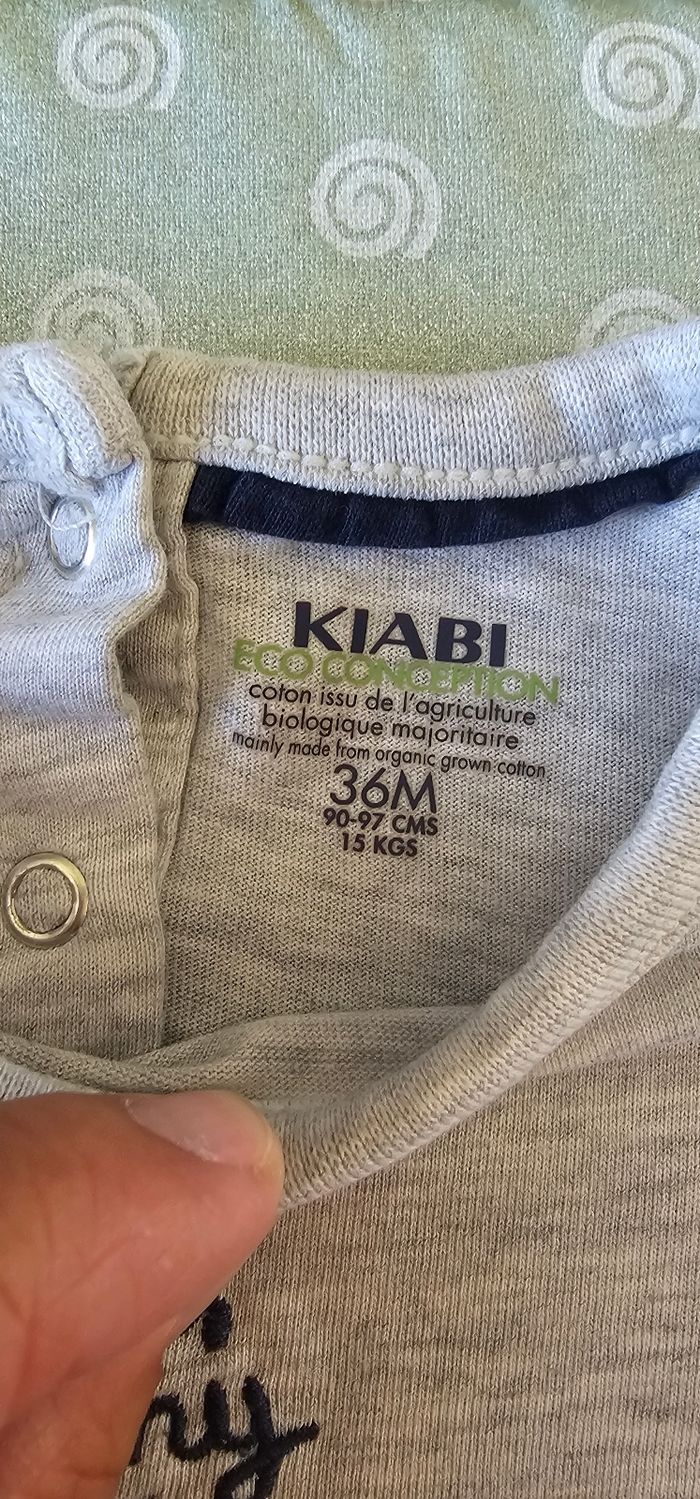 KIABI
ECO CONCEPTION
coton issu de l'agriculture
biologique majoritaire
mainly made from organic grown cotton
36M
90-97 CMS
15 KGS